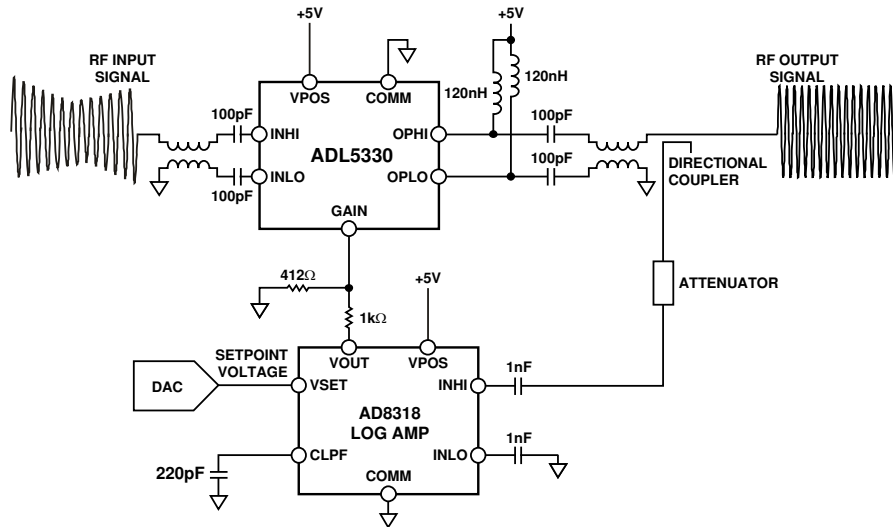 +5V
+5V
RF INPUT
SIGNAL
RF OUTPUT
SIGNAL
120nH
120nH
VPOS
COMM
100pF
100pF
INHI
OPHI
ADL5330
INLO
OPLO
100pF
100pF
DIRECTIONAL
COUPLER
GAIN
412Ω
+5V
ATTENUATOR
1kΩ
SETPOINT
VOLTAGE
VOUT
VPOS
1nF
DAC
VSET
INHI
AD8318
LOG AMP
1nF
CLPF
INLO
220pF
COMM